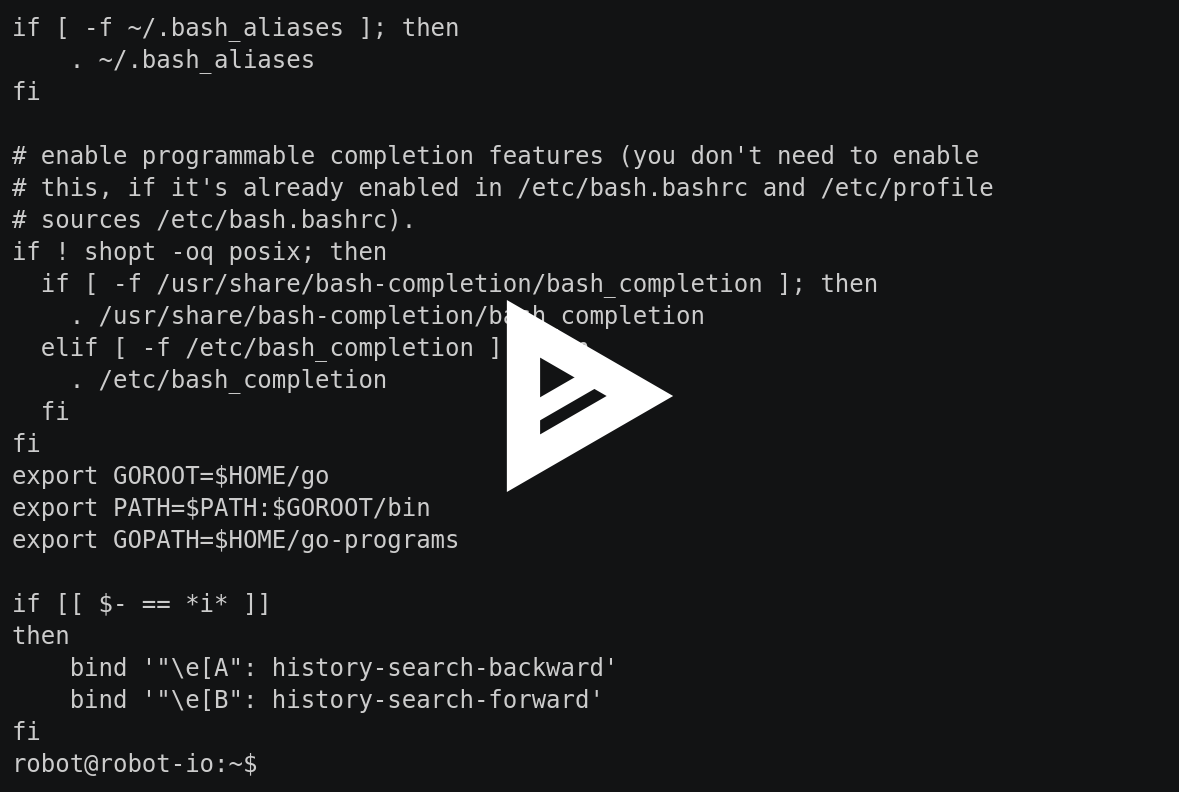 if [ -f ~/.bash_aliases ]; then
    . ~/.bash_aliases
fi

# enable programmable completion features (you don't need to enable
# this, if it's already enabled in /etc/bash.bashrc and /etc/profile
# sources /etc/bash.bashrc).
if ! shopt -oq posix; then
  if [ -f /usr/share/bash-completion/bash_completion ]; then
    . /usr/share/bash-completion/bash_completion
  elif [ -f /etc/bash_completion ]
    . /etc/bash_completion
  fi
fi
export GOROOT=$HOME/go
export PATH=$PATH:$GOROOT/bin
export GOPATH=$HOME/go-programs

if [[ $- == *i* ]]
then
    bind '"\e[A": history-search-backward'
    bind '"\e[B": history-search-forward'
fi
robot@robot-io:~$